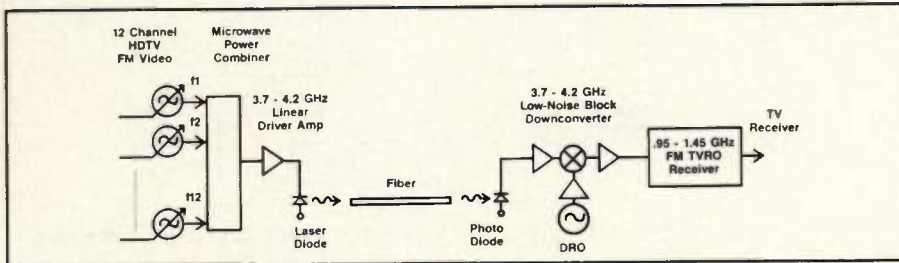 12 Channel
HDTV
FM Video
Microwave
Power
Combiner
f1
f2
f12
3.7 - 4.2 GHz
Linear
Driver Amp
Laser
Diode
Fiber
Photo
Diode
3.7 - 4.2 GHz
Low-Noise Block
Downconverter
DRO
.95 - 1.45 GHz
FM TVRO
Receiver
TV
Receiver